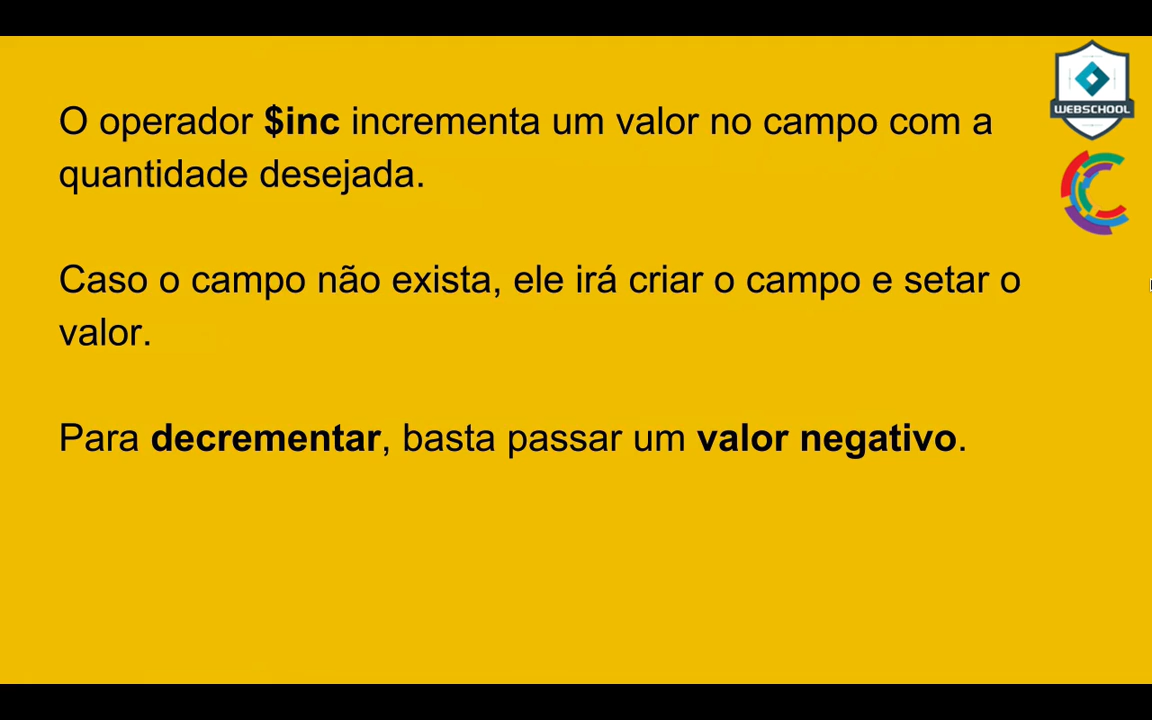 WEBSCHOOL
O operador $inc incrementa um valor no campo com a
quantidade desejada.
Caso o campo não exista, ele irá criar o campo e setar o
valor.
Para decrementar, basta passar um valor negativo.